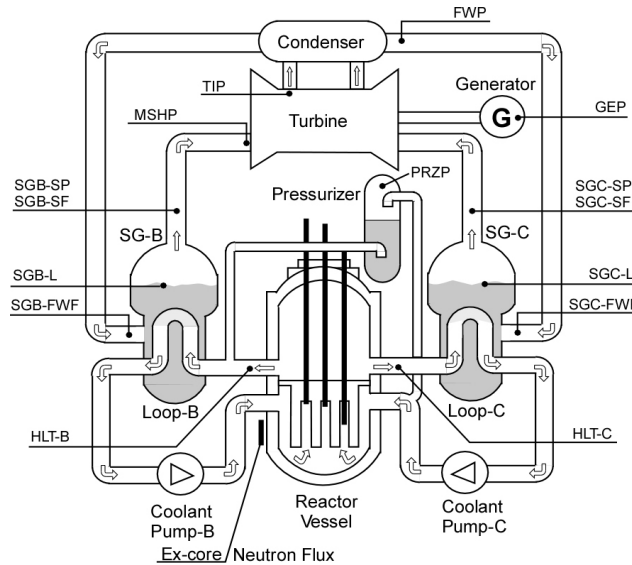 FWP
Condenser
TIP
Generator
MSHP
Turbine
G
GEP
PRZP
SGB-SP
SGB-SF
Pressurizer
SGC-SP
SGC-SF
SG-B
SG-C
SGB-L
SGC-L
SGB-FWF
SGC-FWF
Loop-B
Loop-C
HLT-B
HLT-C
Coolant
Pump-B
Reactor
Vessel
Coolant
Pump-C
Ex-core Neutron Flux